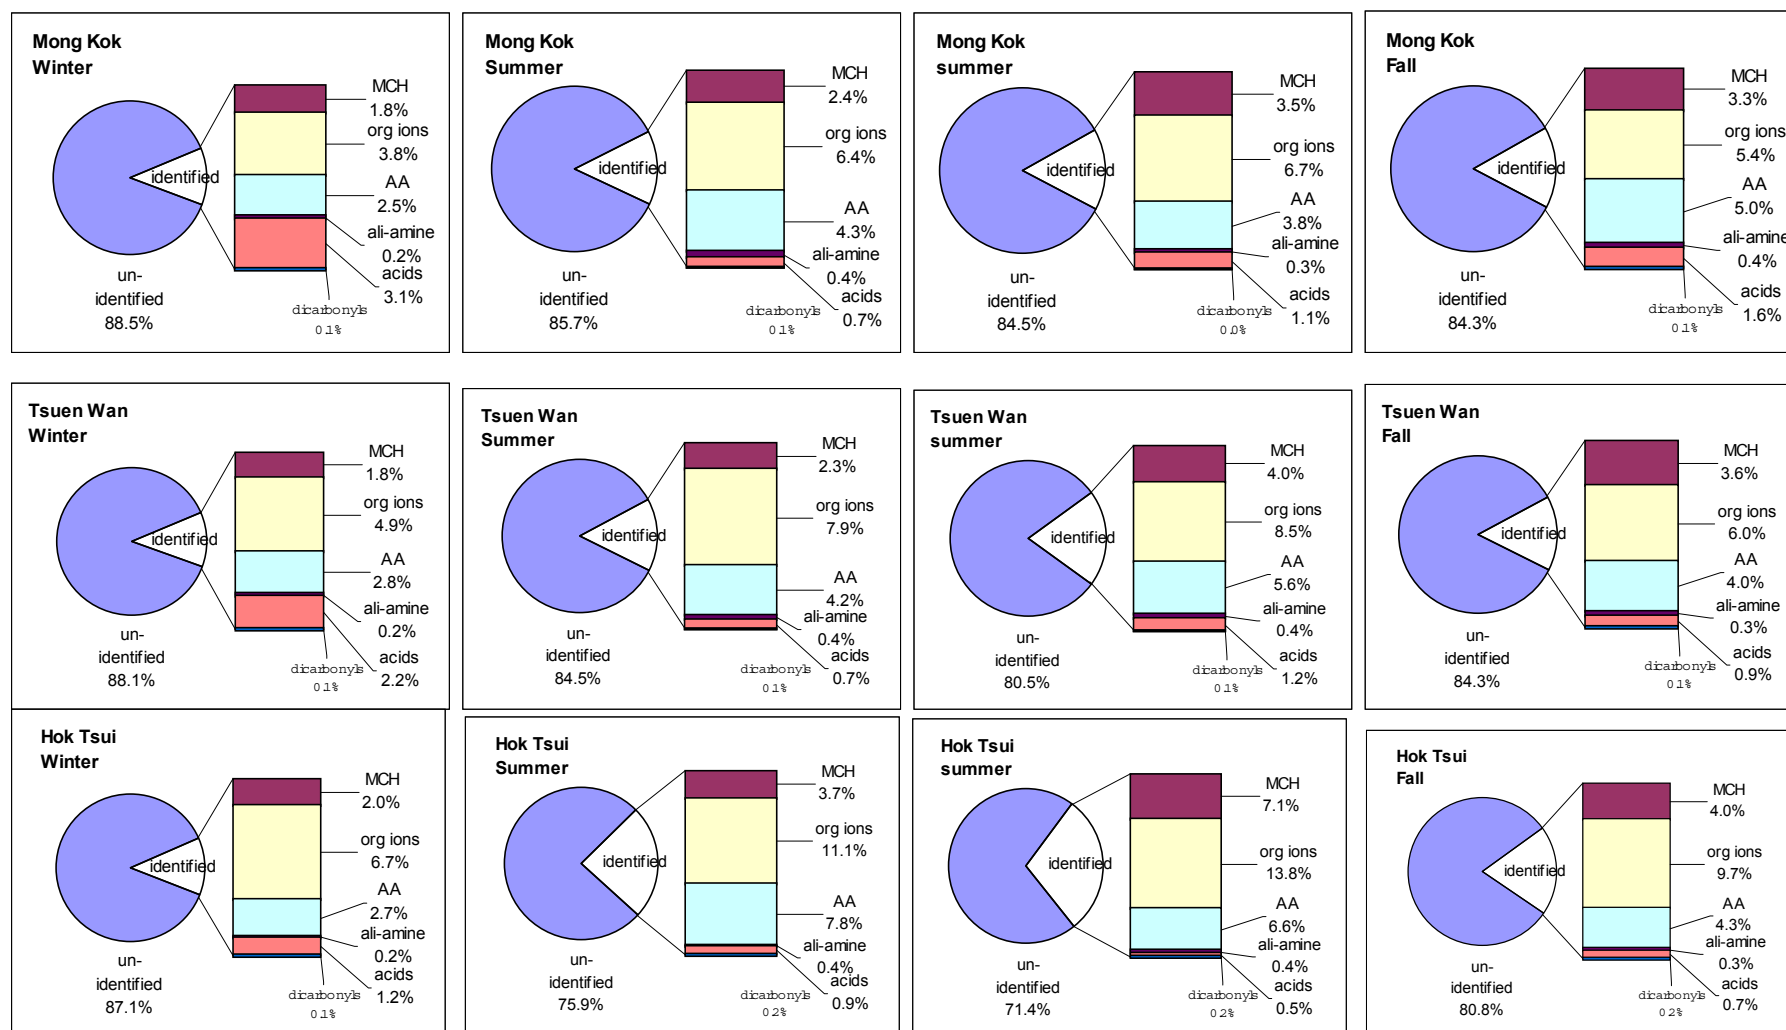 Mong Kok
Winter
MCH
1.8%
org ions
3.8%
identified
AA
2.5%
ali-amine
0.2%
acids
3.1%
un-
identified
88.5%
dicarbonyls
0.1%
Mong Kok
Summer
MCH
2.4%
org ions
6.4%
identified
AA
4.3%
ali-amine
0.4%
acids
0.7%
un-
identified
85.7%
dicarbonyls
0.1%
Mong Kok
summer
MCH
3.5%
org ions
6.7%
identified
AA
3.8%
ali-amine
0.3%
acids
1.1%
un-
identified
84.5%
dicarbonyls
0.0%
Mong Kok
Fall
MCH
3.3%
org ions
5.4%
identified
AA
5.0%
ali-amine
0.4%
acids
1.6%
un-
identified
84.3%
dicarbonyls
0.1%
Tsuen Wan
Winter
MCH
1.8%
org ions
4.9%
identified
AA
2.8%
ali-amine
0.2%
acids
2.2%
un-
identified
88.1%
dicarbonyls
0.1%
Tsuen Wan
Summer
MCH
2.3%
org ions
7.9%
identified
AA
4.2%
ali-amine
0.4%
acids
0.7%
un-
identified
84.5%
dicarbonyls
0.1%
Tsuen Wan
summer
MCH
4.0%
org ions
8.5%
identified
AA
5.6%
ali-amine
0.4%
acids
1.2%
un-
identified
80.5%
dicarbonyls
0.1%
Tsuen Wan
Fall
MCH
3.6%
org ions
6.0%
identified
AA
4.0%
ali-amine
0.3%
acids
0.9%
un-
identified
84.3%
dicarbonyls
0.1%
Hok Tsui
Winter
MCH
2.0%
org ions
6.7%
identified
AA
2.7%
ali-amine
0.2%
acids
1.2%
un-
identified
87.1%
dicarbonyls
0.1%
Hok Tsui
Summer
MCH
3.7%
org ions
11.1%
identified
AA
7.8%
ali-amine
0.4%
acids
0.9%
un-
identified
75.9%
dicarbonyls
0.2%
Hok Tsui
summer
MCH
7.1%
org ions
13.8%
identified
AA
6.6%
ali-amine
0.4%
acids
0.5%
un-
identified
71.4%
dicarbonyls
0.2%
Hok Tsui
Fall
MCH
4.0%
org ions
9.7%
identified
AA
4.3%
ali-amine
0.3%
acids
0.7%
un-
identified
80.8%
dicarbonyls
0.2%